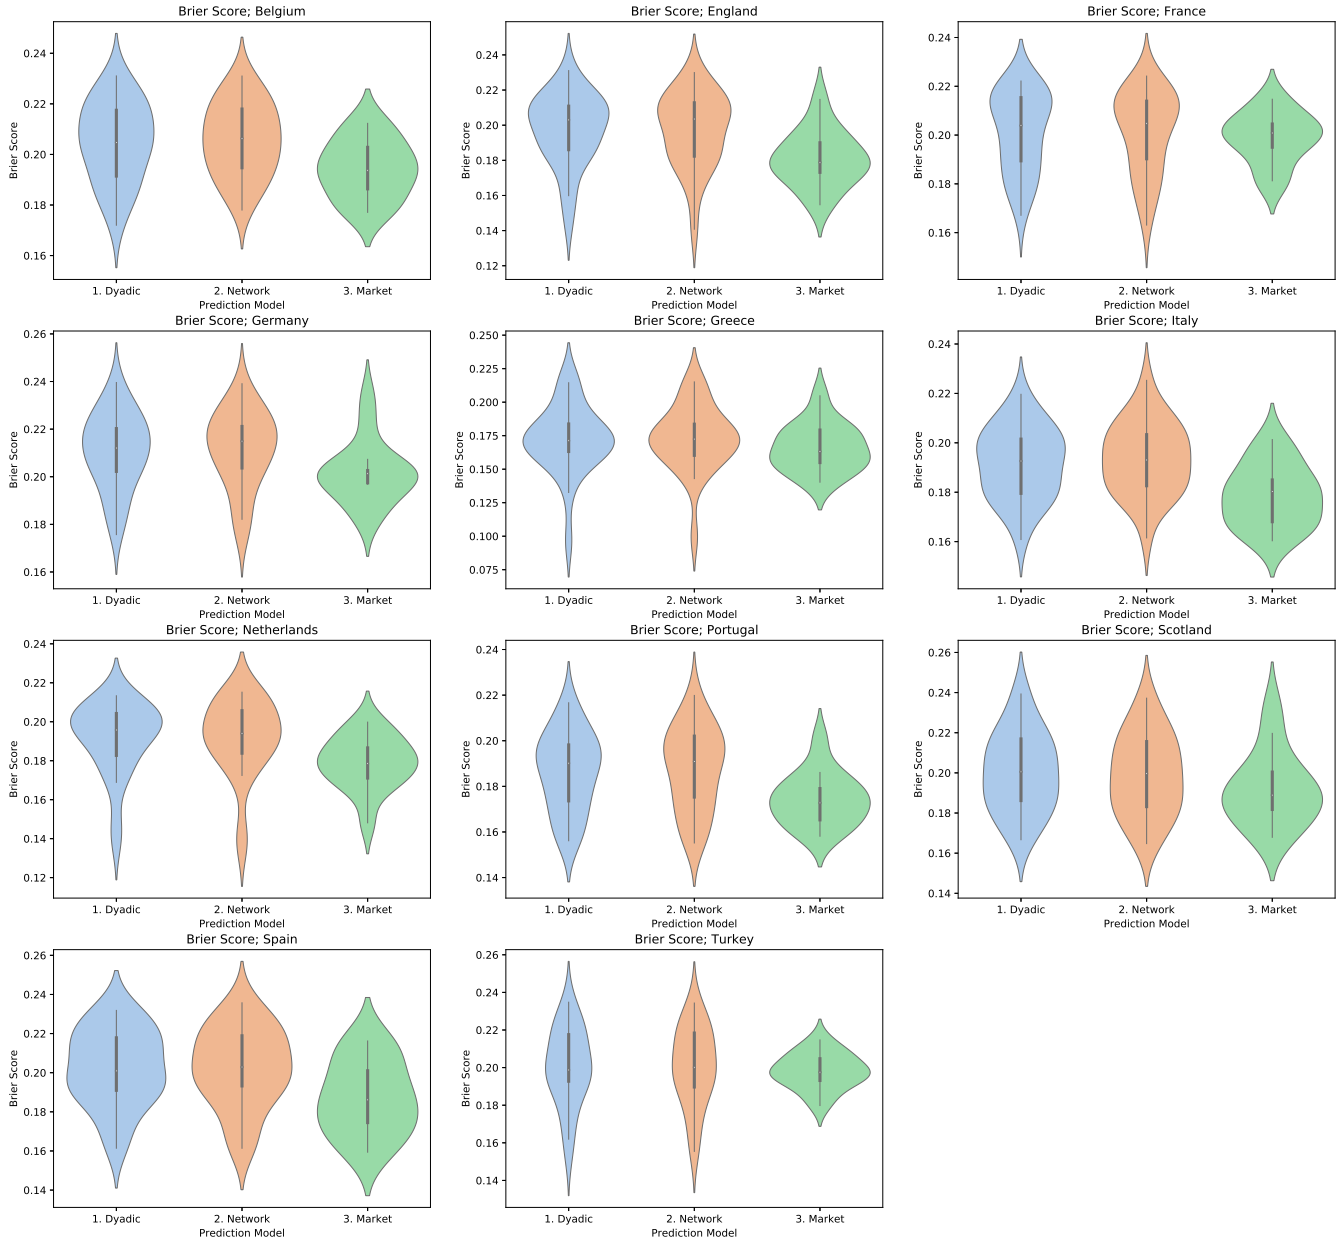 Brier Score; Belgium
Brier Score
0.24
0.22
0.20
0.18
0.16
1. Dyadic 2. Network 3. Market
Prediction Model
Brier Score; England
Brier Score
0.24
0.22
0.20
0.18
0.16
0.14
0.12
1. Dyadic 2. Network 3. Market
Prediction Model
Brier Score; France
Brier Score
0.24
0.22
0.20
0.18
0.16
1. Dyadic 2. Network 3. Market
Prediction Model
Brier Score; Germany
Brier Score
0.26
0.24
0.22
0.20
0.18
0.16
1. Dyadic 2. Network 3. Market
Prediction Model
Brier Score; Greece
Brier Score
0.250
0.225
0.200
0.175
0.150
0.125
0.100
0.075
1. Dyadic 2. Network 3. Market
Prediction Model
Brier Score; Italy
Brier Score
0.24
0.22
0.20
0.18
0.16
1. Dyadic 2. Network 3. Market
Prediction Model
Brier Score; Netherlands
Brier Score
0.24
0.22
0.20
0.18
0.16
0.14
0.12
1. Dyadic 2. Network 3. Market
Prediction Model
Brier Score; Portugal
Brier Score
0.24
0.22
0.20
0.18
0.16
0.14
1. Dyadic 2. Network 3. Market
Prediction Model
Brier Score; Scotland
Brier Score
0.26
0.24
0.22
0.20
0.18
0.16
0.14
1. Dyadic 2. Network 3. Market
Prediction Model
Brier Score; Spain
Brier Score
0.26
0.24
0.22
0.20
0.18
0.16
0.14
1. Dyadic 2. Network 3. Market
Prediction Model
Brier Score; Turkey
Brier Score
0.26
0.24
0.22
0.20
0.18
0.16
0.14
1. Dyadic 2. Network 3. Market
Prediction Model